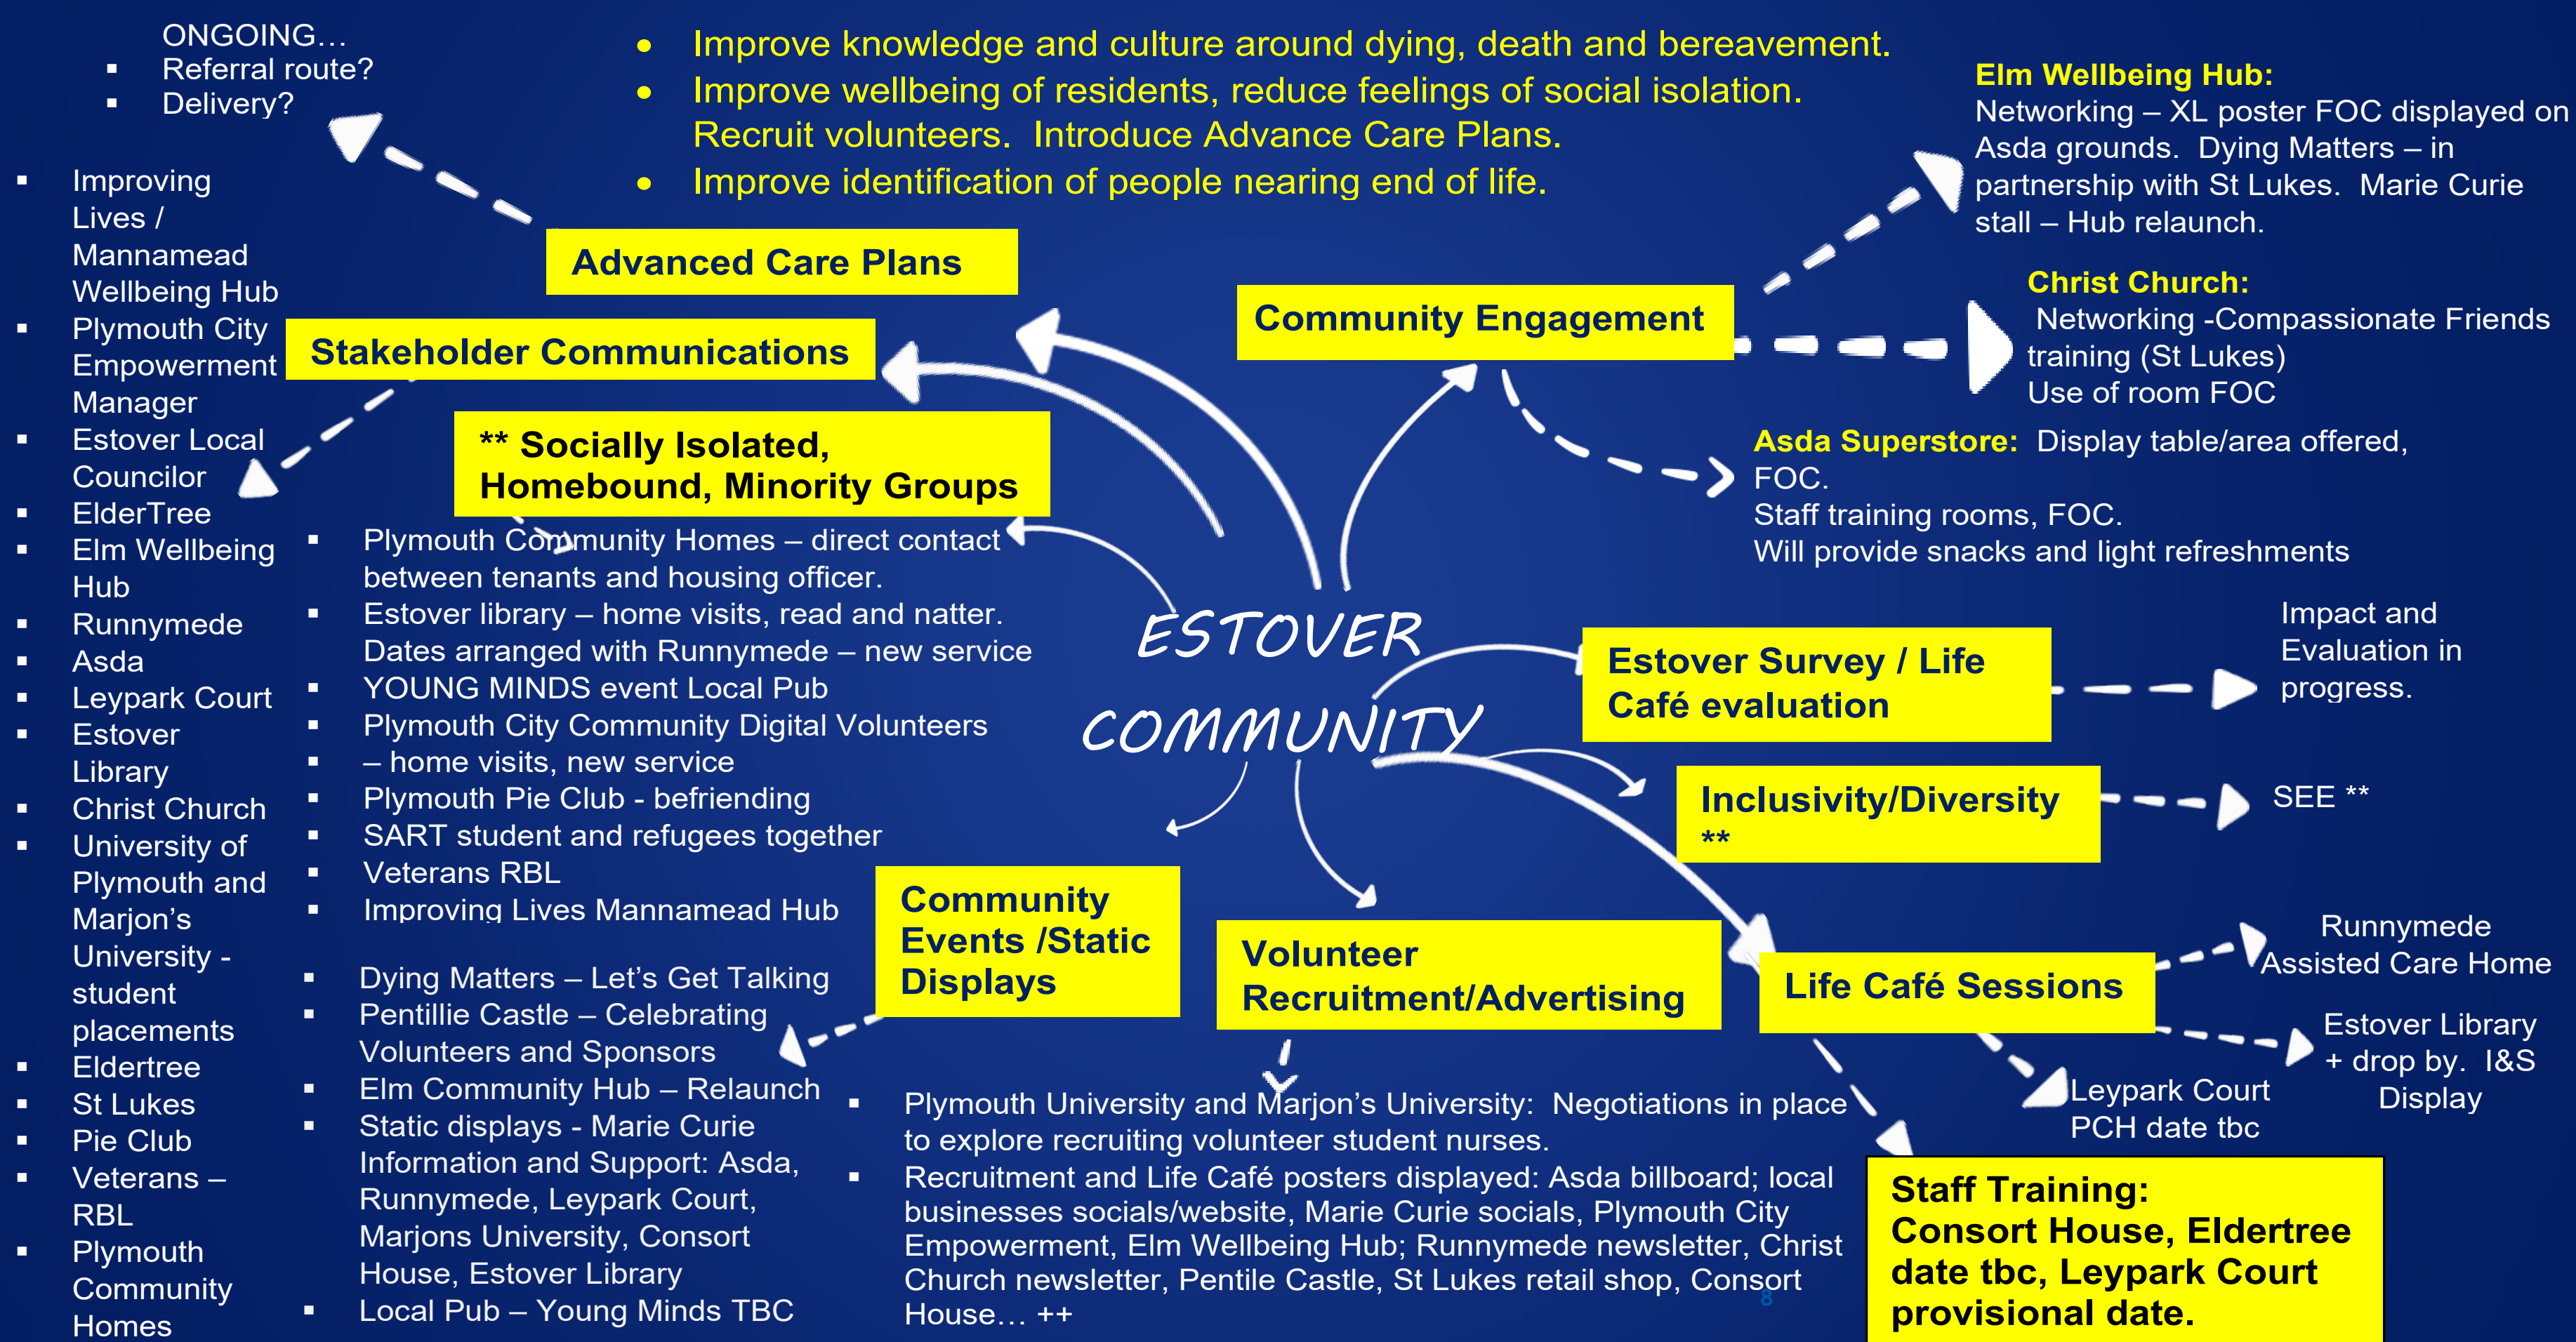 ONGOING…
▪ Referral route?
▪ Delivery?
• Improve knowledge and culture around dying, death and bereavement.
• Improve wellbeing of residents, reduce feelings of social isolation.
Recruit volunteers. Introduce Advance Care Plans.
• Improve identification of people nearing end of life.
Elm Wellbeing Hub:
Networking – XL poster FOC displayed on
Asda grounds. Dying Matters – in
partnership with St Lukes. Marie Curie
stall – Hub relaunch.
Advanced Care Plans
Community Engagement
Christ Church:
Networking -Compassionate Friends
training (St Lukes)
Use of room FOC
Stakeholder Communications
▪ Improving
Lives /
Mannamead
Wellbeing Hub
▪ Plymouth City
Empowerment
Manager
▪ Estover Local
Councilor
▪ ElderTree
▪ Elm Wellbeing
Hub
▪ Runnymede
▪ Asda
▪ Leypark Court
▪ Estover
Library
▪ Christ Church
▪ University of
Plymouth and
Marjon’s
University -
student
placements
▪ Eldertree
▪ St Lukes
▪ Pie Club
▪ Veterans –
RBL
▪ Plymouth
Community
Homes
** Socially Isolated,
Homebound, Minority Groups
▪ Plymouth Community Homes – direct contact
between tenants and housing officer.
▪ Estover library – home visits, read and natter.
Dates arranged with Runnymede – new service
▪ YOUNG MINDS event Local Pub
▪ Plymouth City Community Digital Volunteers
▪ – home visits, new service
▪ Plymouth Pie Club - befriending
▪ SART student and refugees together
▪ Veterans RBL
▪ Improving Lives Mannamead Hub
Asda Superstore: Display table/area offered,
FOC.
Staff training rooms, FOC.
Will provide snacks and light refreshments
ESTOVER
COMMUNITY
Estover Survey / Life
Café evaluation
Impact and
Evaluation in
progress.
Inclusivity/Diversity
**
SEE **
Community
Events /Static
Displays
▪ Dying Matters – Let’s Get Talking
▪ Pentillie Castle – Celebrating
Volunteers and Sponsors
▪ Elm Community Hub – Relaunch
▪ Static displays - Marie Curie
Information and Support: Asda,
Runnymede, Leypark Court,
Marjons University, Consort
House, Estover Library
▪ Local Pub – Young Minds TBC
Volunteer
Recruitment/Advertising
▪ Plymouth University and Marjon’s University: Negotiations in place
to explore recruiting volunteer student nurses.
▪ Recruitment and Life Café posters displayed: Asda billboard; local
businesses socials/website, Marie Curie socials, Plymouth City
Empowerment, Elm Wellbeing Hub; Runnymede newsletter, Christ
Church newsletter, Pentile Castle, St Lukes retail shop, Consort
House… ++
8
Life Café Sessions
Runnymede
Assisted Care Home
Estover Library
+ drop by. I&S
Display
Leypark Court
PCH date tbc
Staff Training:
Consort House, Eldertree
date tbc, Leypark Court
provisional date.